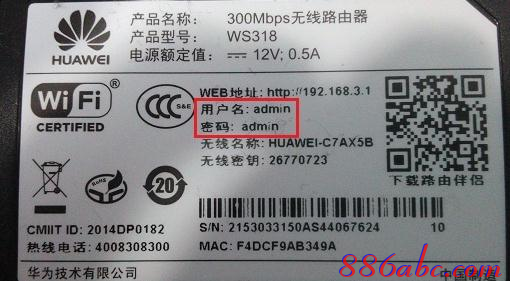 HUAWEI
产品名称： 300Mbps无线路由器
产品型号： WS318
电源额定值： 12V; 0.5A
WiFi
CERTIFIED
CCC S&E
WEB地址: http://192.168.3.1
用户名: admin
密码: admin
无线名称: HUAWEI-C7AX5B
无线密钥: 26770723
下载路由伴侣
20
CMIIT ID: 2014DP0182
热线电话: 4008308300
S/N: 2153033150AS44067624 10
MAC: F4DCF9AB349A
华为技术有限公司
中国制造
886abc.com